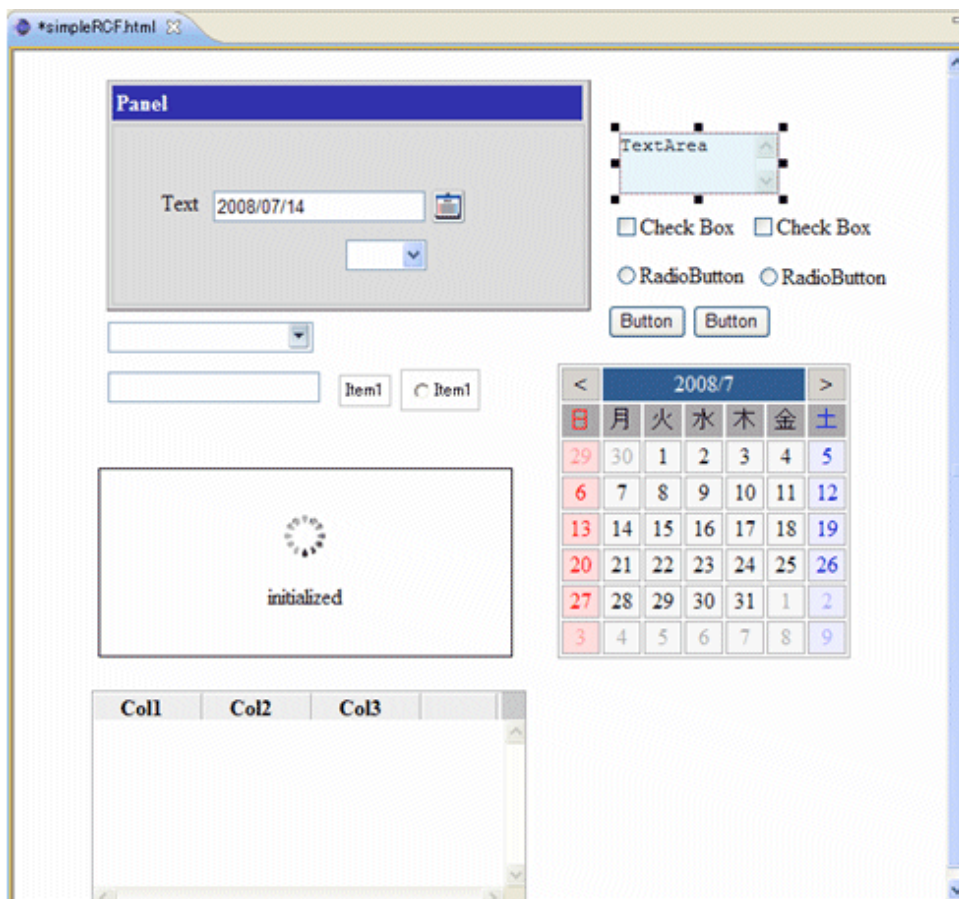 *simpleRCF.html
Panel
Text 2008/07/14
TextArea
Check Box Check Box
RadioButton RadioButton
Button Button
Item1 Item1
< 2008/7 >
日 月 火 水 木 金 土
29 30 1 2 3 4 5
6 7 8 9 10 11 12
13 14 15 16 17 18 19
20 21 22 23 24 25 26
27 28 29 30 31 1 2
3 4 5 6 7 8 9
initialized
Col1 Col2 Col3